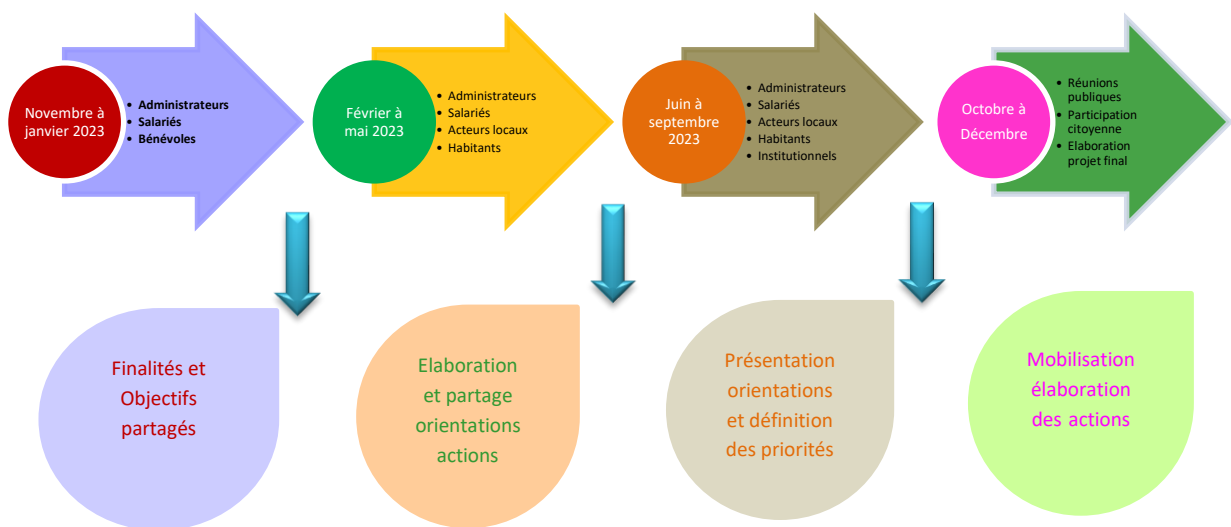 Novembre à
janvier 2023
• Administrateurs
• Salariés
• Bénévoles
Février à
mai 2023
• Administrateurs
• Salariés
• Acteurs locaux
• Habitants
Juin à
septembre
2023
• Administrateurs
• Salariés
• Acteurs locaux
• Habitants
• Institutionnels
Octobre à
Décembre
• Réunions
publiques
• Participation
citoyenne
• Elaboration
projet final
Finalités et
Objectifs
partagés
Elaboration
et partage
orientations
actions
Présentation
orientations
et définition
des priorités
Mobilisation
élaboration
des actions